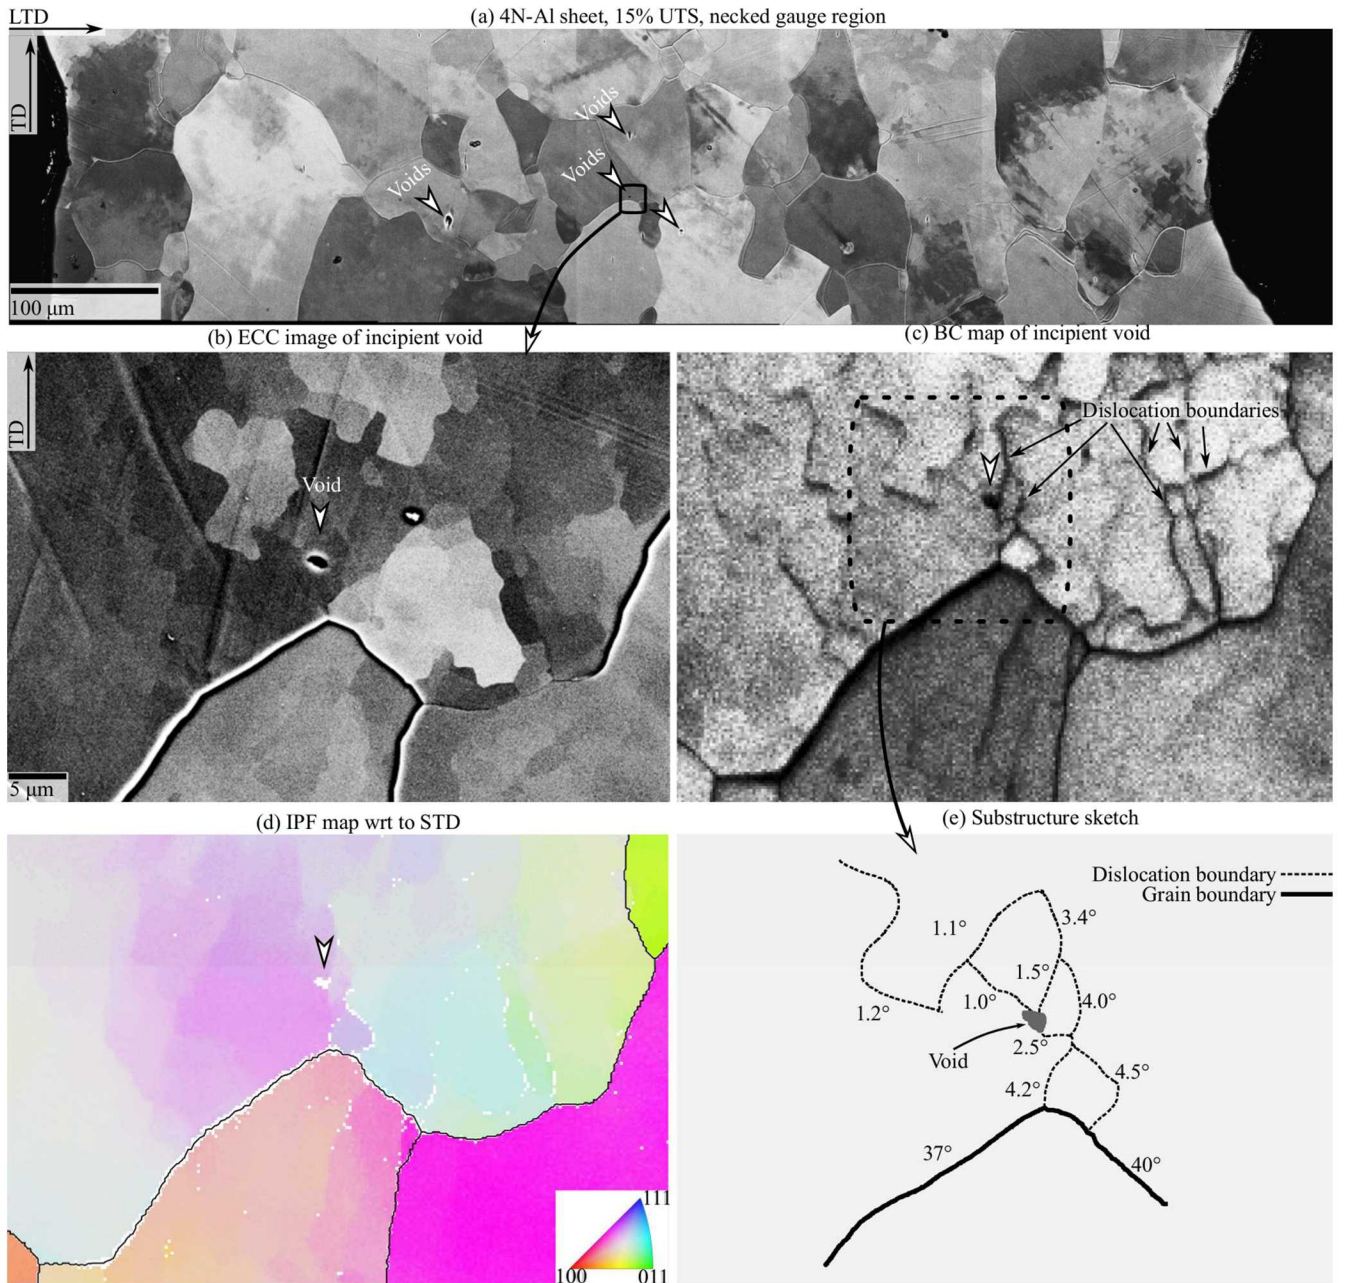 (a) 4N-Al sheet, 15% UTS, necked gauge region
LTD
TD
Voids
Voids
Voids
100 μm
(b) ECC image of incipient void
(c) BC map of incipient void
TD
Void
5 μm
Dislocation boundaries
(d) IPF map wrt to STD
111
100
011
(e) Substructure sketch
Dislocation boundary
Grain boundary
1.1°
3.4°
1.5°
1.0°
4.0°
1.2°
2.5°
Void
4.5°
4.2°
37°
40°